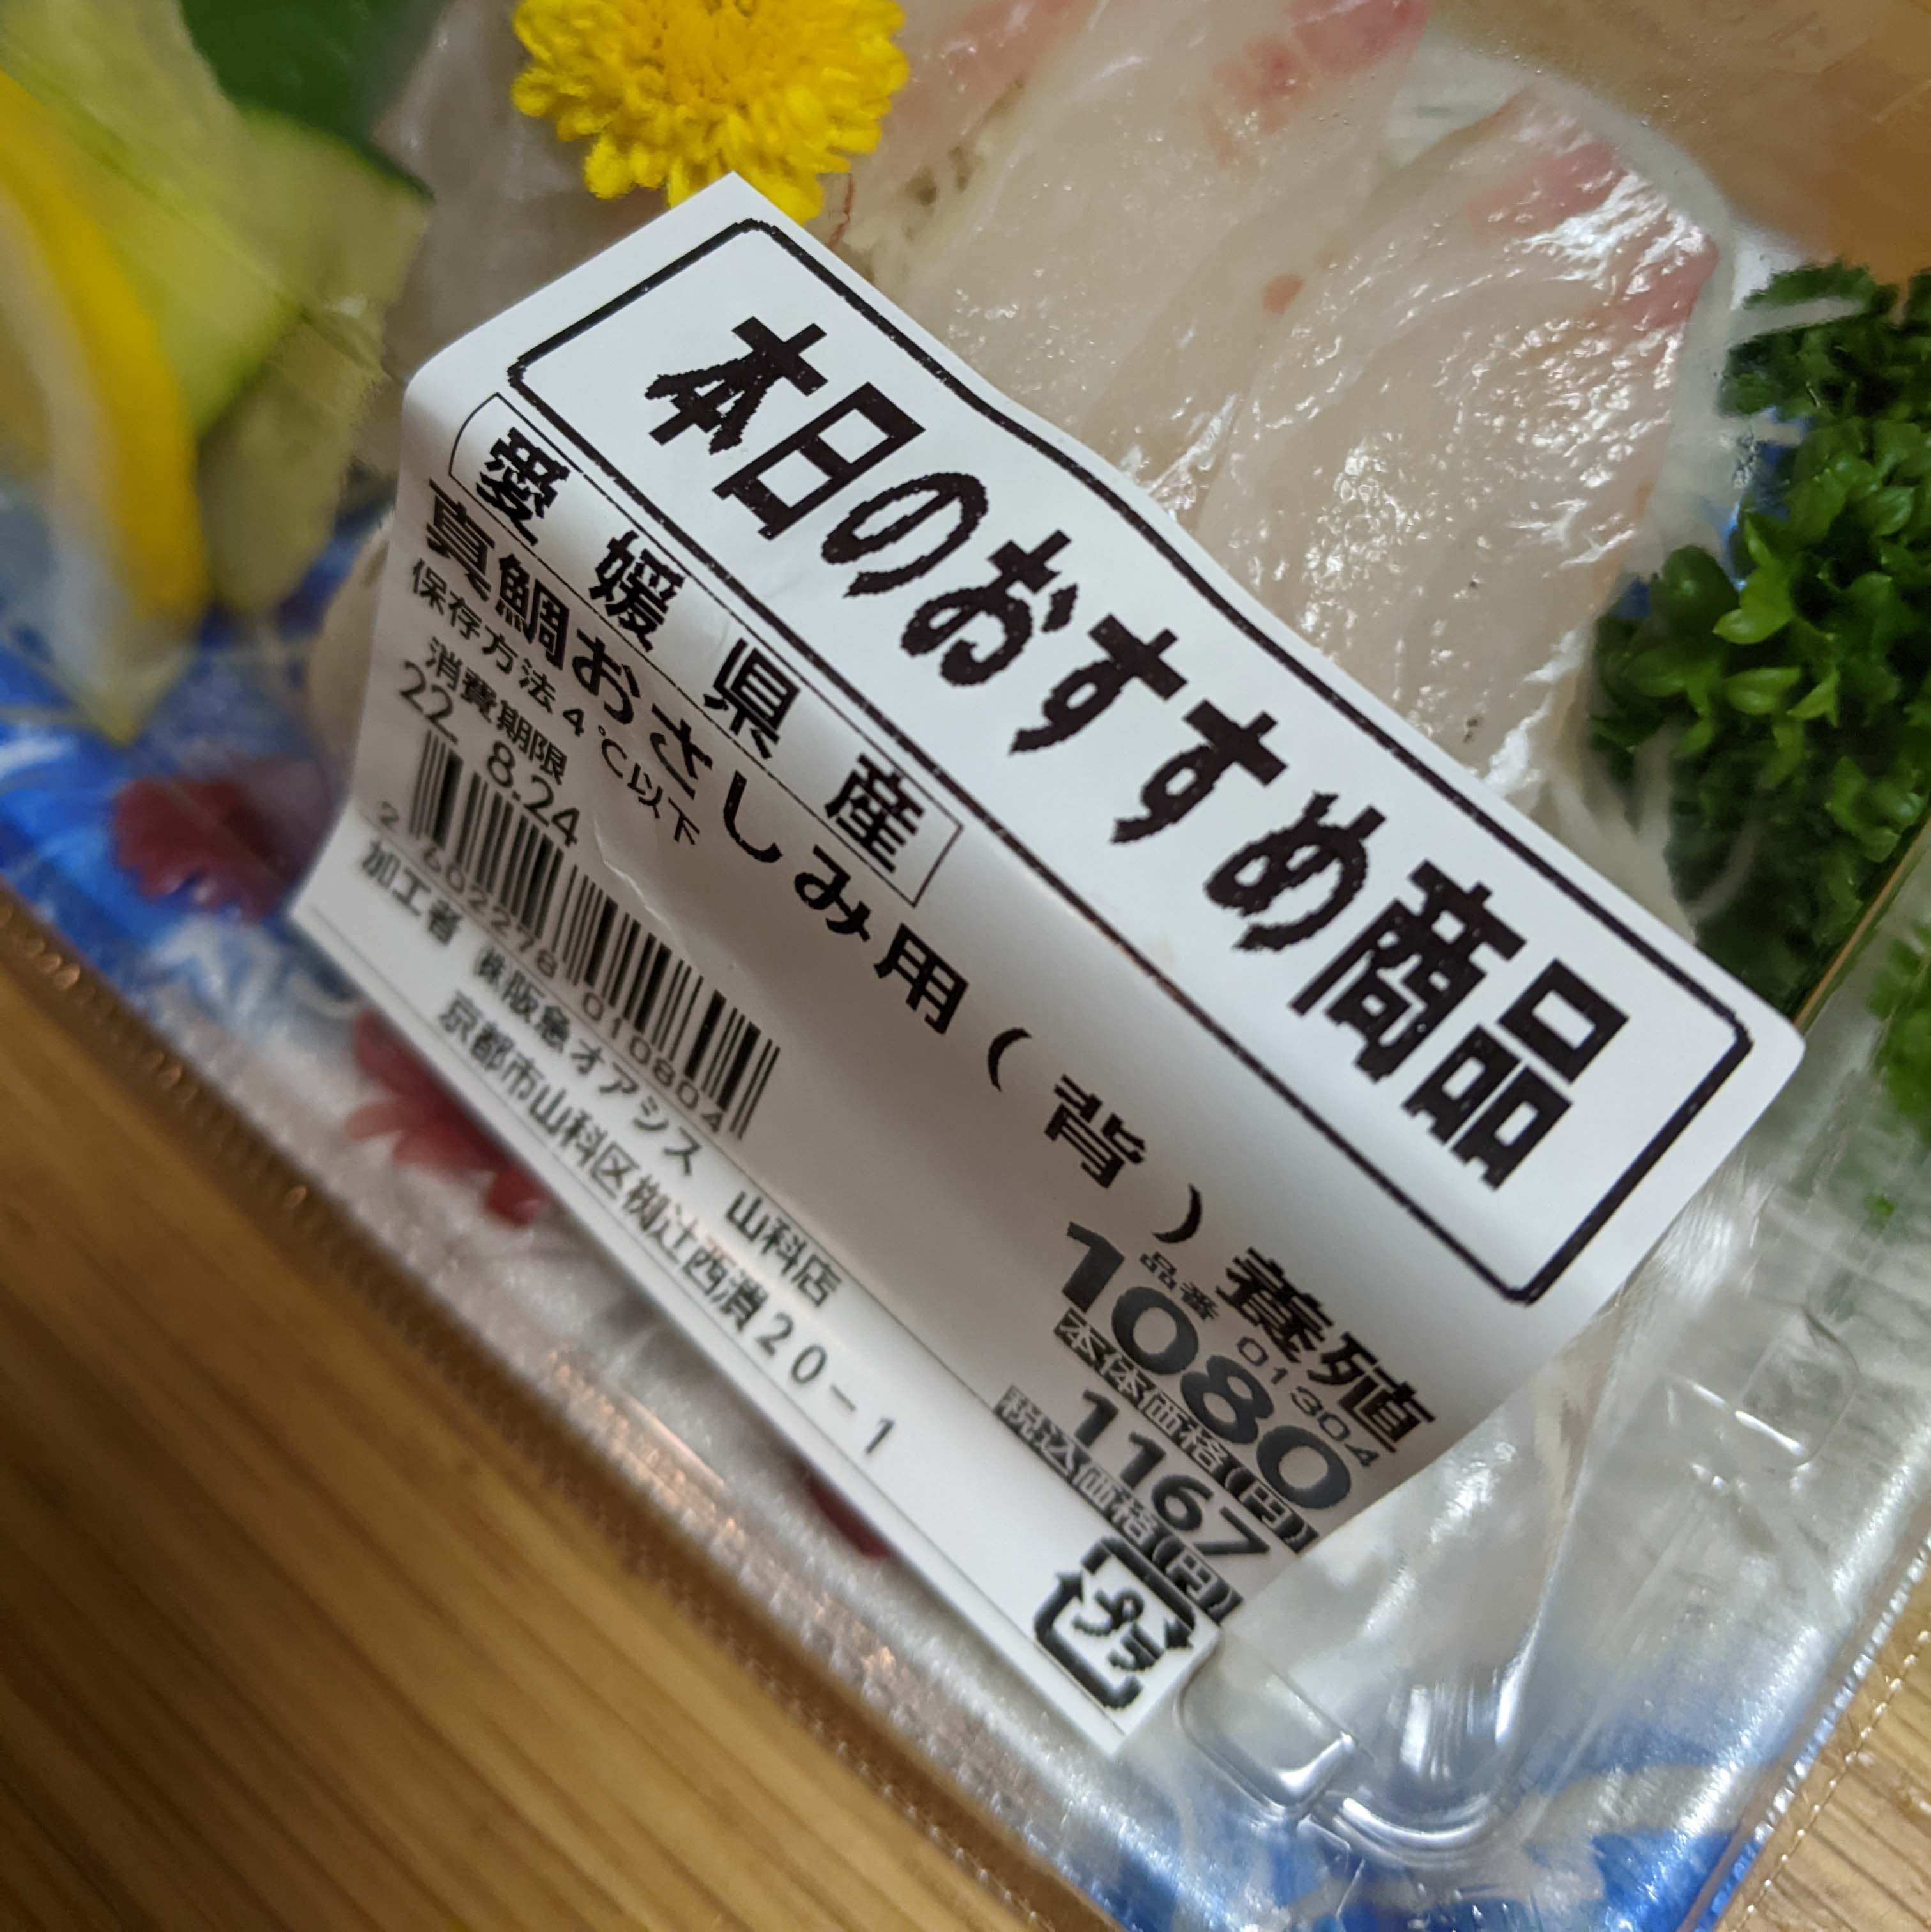 本日のおすすめ商品
愛媛県産
真鯛おさしみ用(背)養殖
保存方法4℃以下
消費期限
22. 8.24
品番 01304
1080
本体価格(円)
1167
税込価格(円)
2602278010804
加工者 ㈱阪急オアシス 山科店
京都市山科区椥辻西潰20-1
プラ